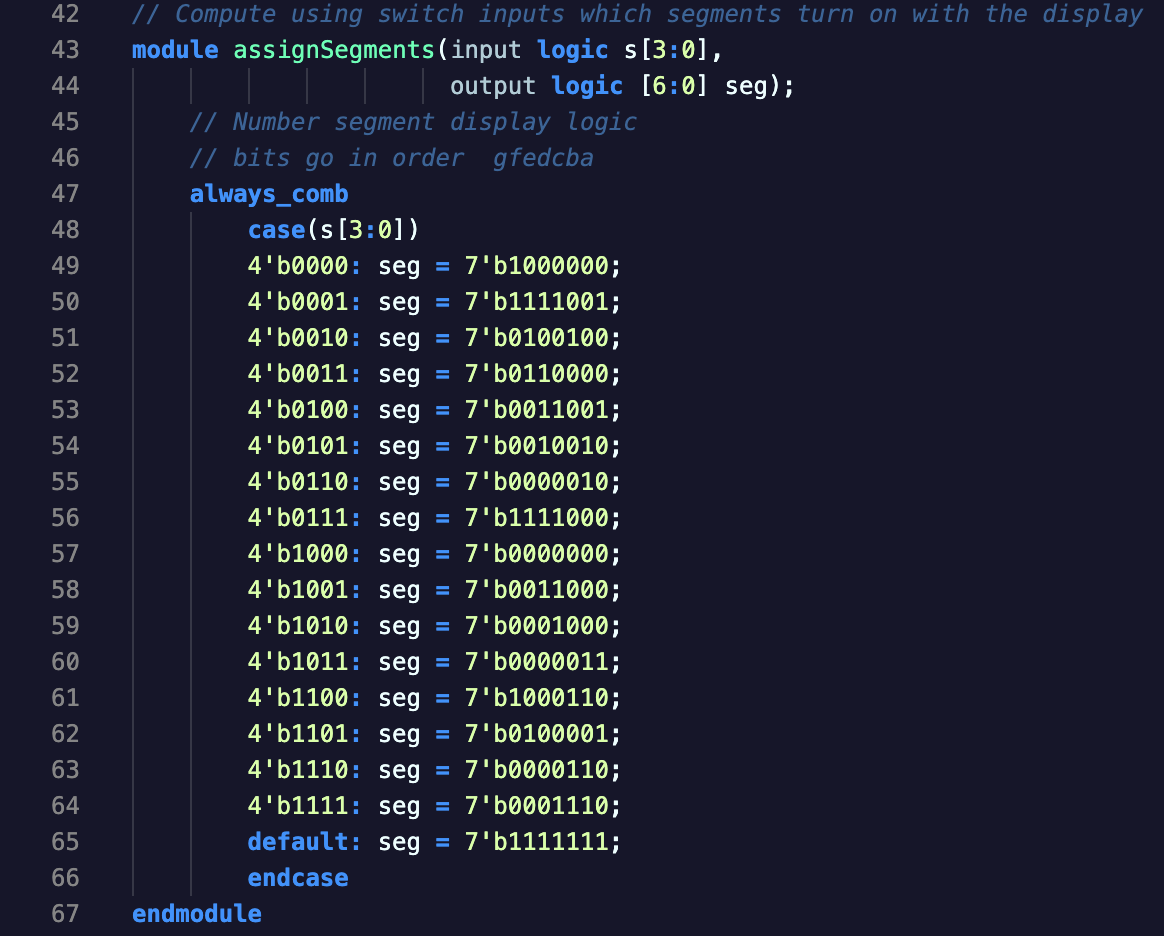 42 // Compute using switch inputs which segments turn on with the display
43 module assignSegments(input logic s[3:0],
44 output logic [6:0] seg);
45 // Number segment display logic
46 // bits go in order  gfedcba
47 always_comb
48 case(s[3:0])
49 4'b0000: seg = 7'b1000000;
50 4'b0001: seg = 7'b1111001;
51 4'b0010: seg = 7'b0100100;
52 4'b0011: seg = 7'b0110000;
53 4'b0100: seg = 7'b0011001;
54 4'b0101: seg = 7'b0010010;
55 4'b0110: seg = 7'b0000010;
56 4'b0111: seg = 7'b1111000;
57 4'b1000: seg = 7'b0000000;
58 4'b1001: seg = 7'b0011000;
59 4'b1010: seg = 7'b0001000;
60 4'b1011: seg = 7'b0000011;
61 4'b1100: seg = 7'b1000110;
62 4'b1101: seg = 7'b0100001;
63 4'b1110: seg = 7'b0000110;
64 4'b1111: seg = 7'b0001110;
65 default: seg = 7'b1111111;
66 endcase
67 endmodule